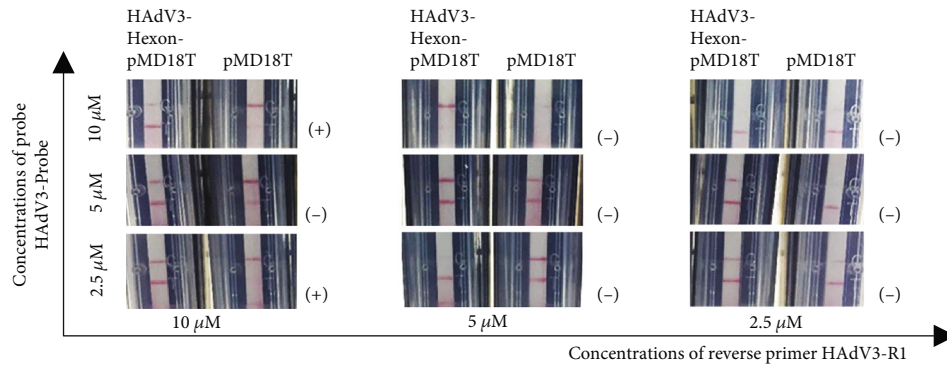 HAdV3-
Hexon-
pMD18T pMD18T
HAdV3-
Hexon-
pMD18T pMD18T
HAdV3-
Hexon-
pMD18T pMD18T
Concentrations of probe
HAdV3-Probe
10 μM
(+)
(–)
(–)
5 μM
(–)
(–)
(–)
2.5 μM
(+)
(–)
(–)
10 μM
5 μM
2.5 μM
Concentrations of reverse primer HAdV3-R1